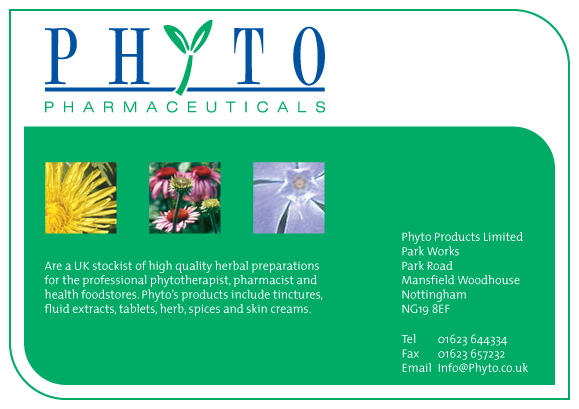 PHYTO
PHARMACEUTICALS
Are a UK stockist of high quality herbal preparations
for the professional phytotherapist, pharmacist and
health foodstores. Phyto's products include tinctures,
fluid extracts, tablets, herb, spices and skin creams.
Phyto Products Limited
Park Works
Park Road
Mansfield Woodhouse
Nottingham
NG19 8EF
Tel 01623 644334
Fax 01623 657232
Email Info@Phyto.co.uk